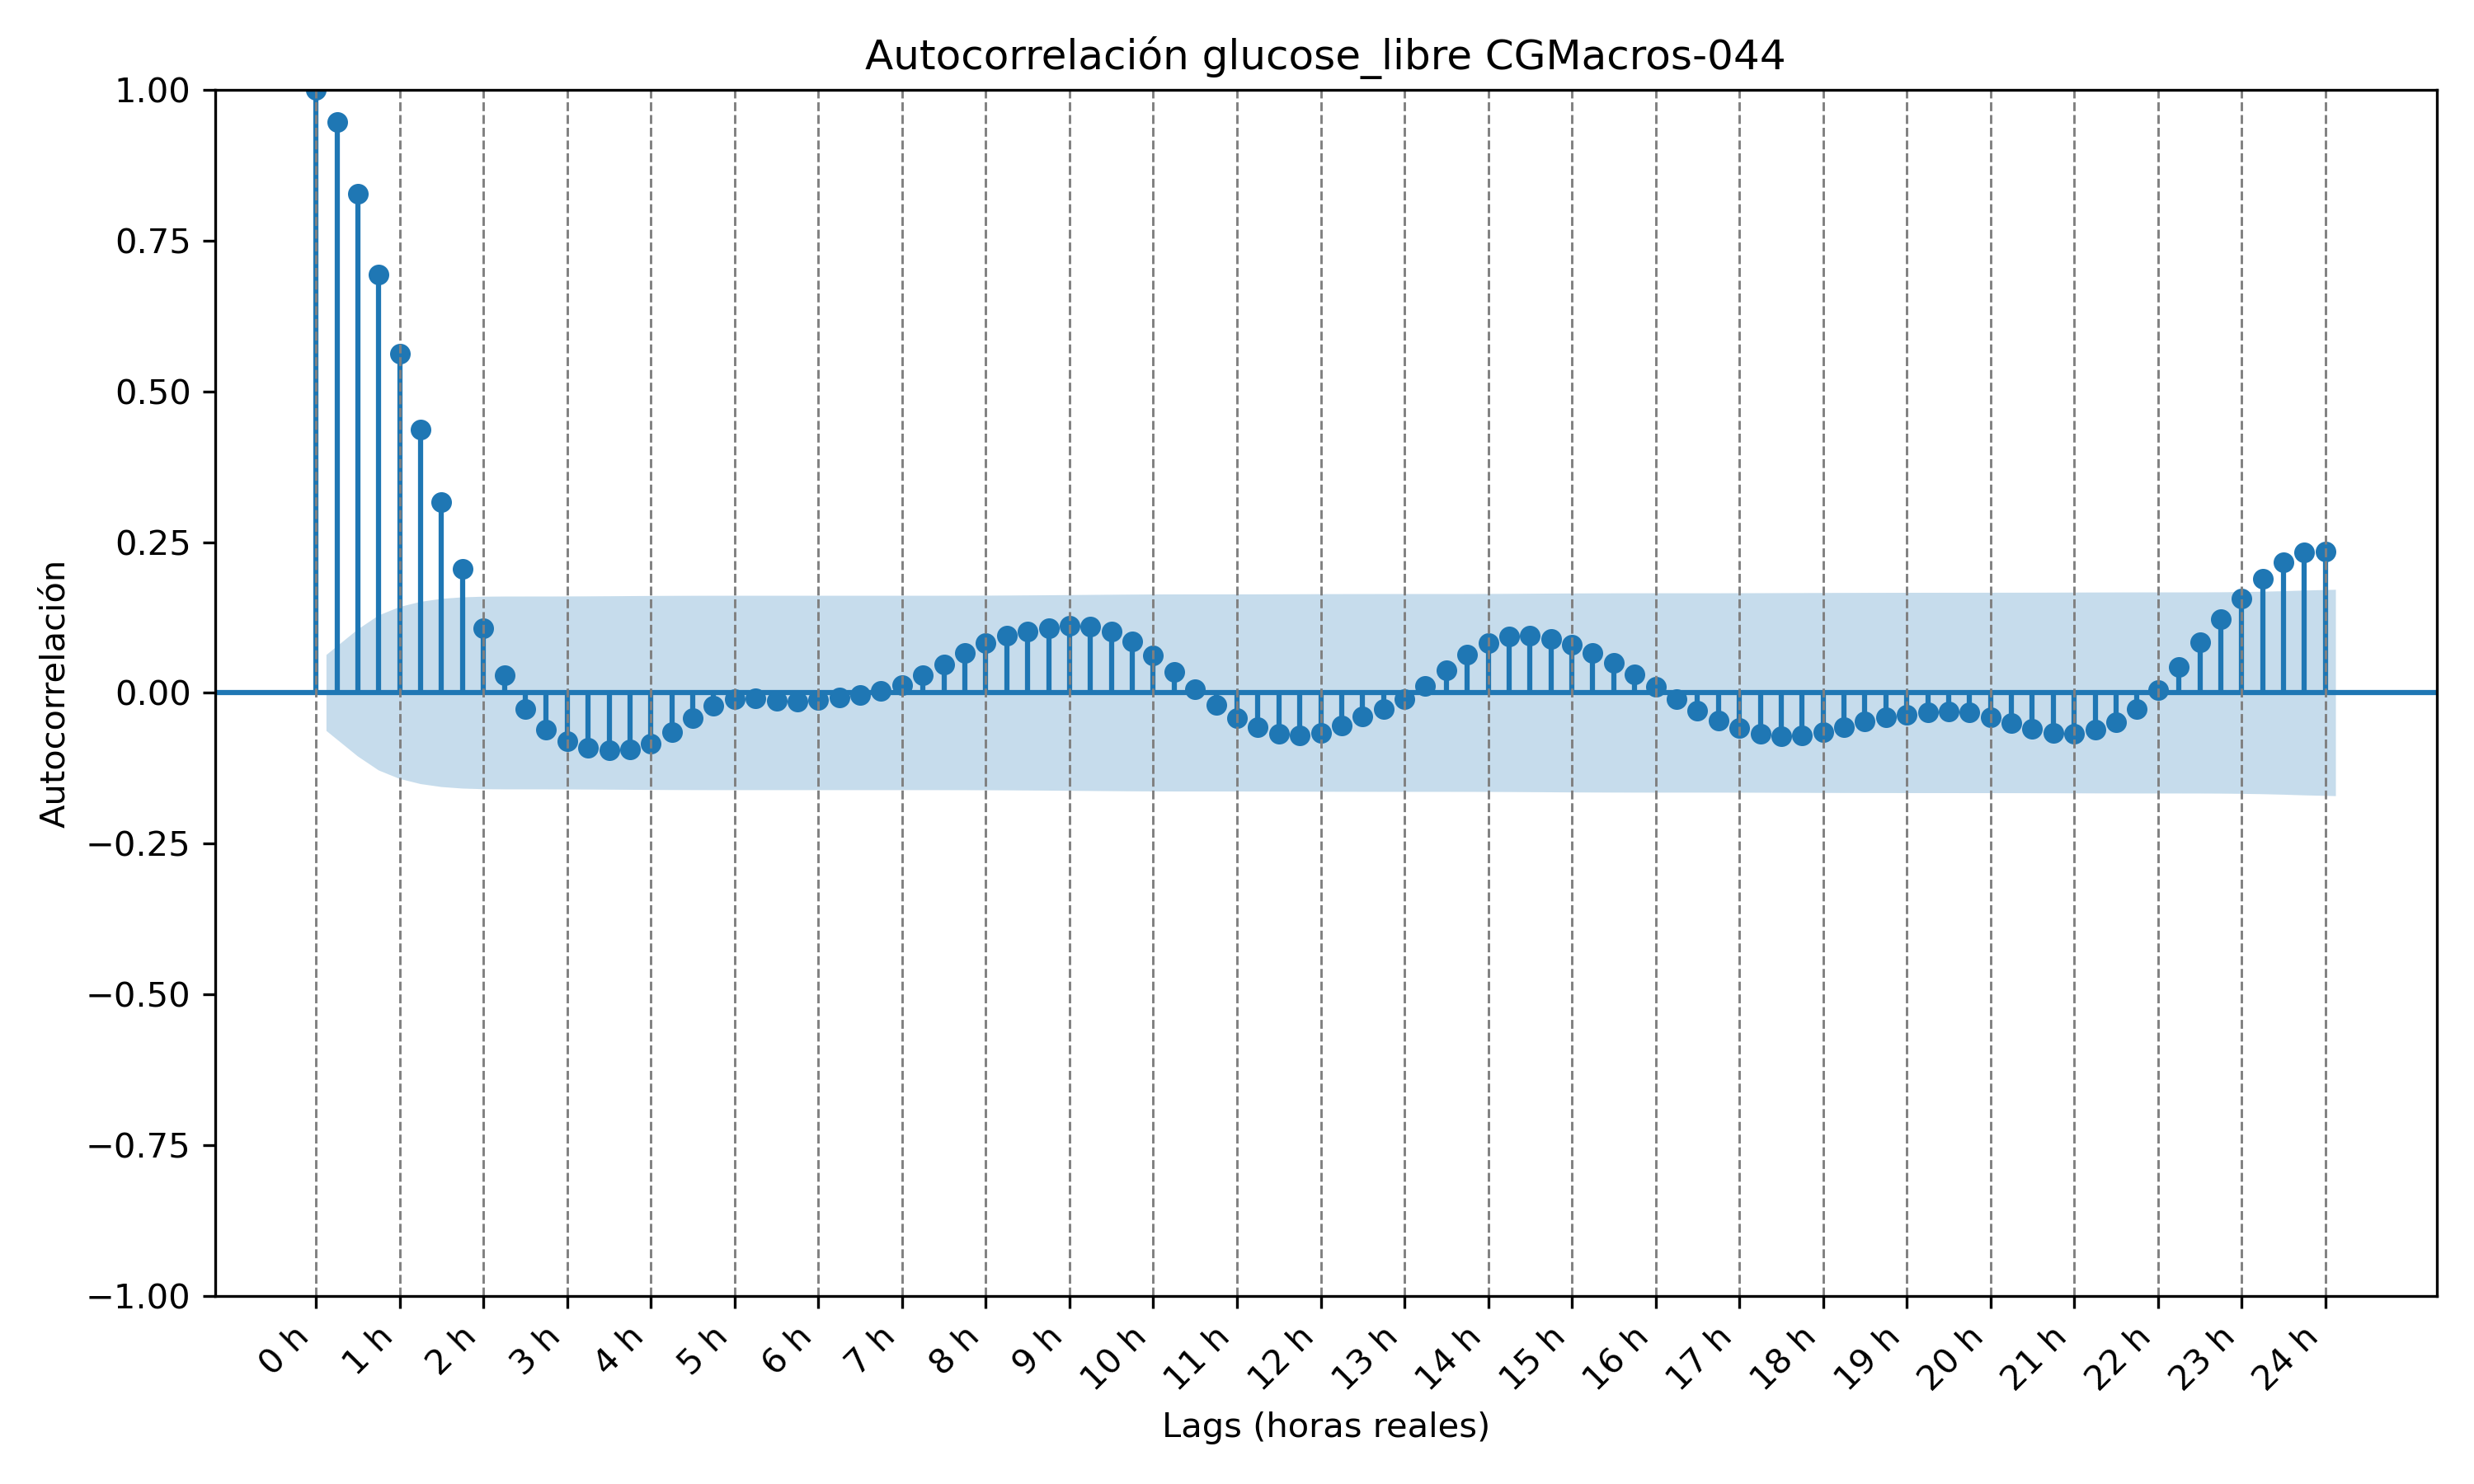 Autocorrelación glucose_libre CGMacros-044
1.00
0.75
0.50
0.25
0.00
−0.25
−0.50
−0.75
−1.00
Autocorrelación
0 h
1 h
2 h
3 h
4 h
5 h
6 h
7 h
8 h
9 h
10 h
11 h
12 h
13 h
14 h
15 h
16 h
17 h
18 h
19 h
20 h
21 h
22 h
23 h
24 h
Lags (horas reales)